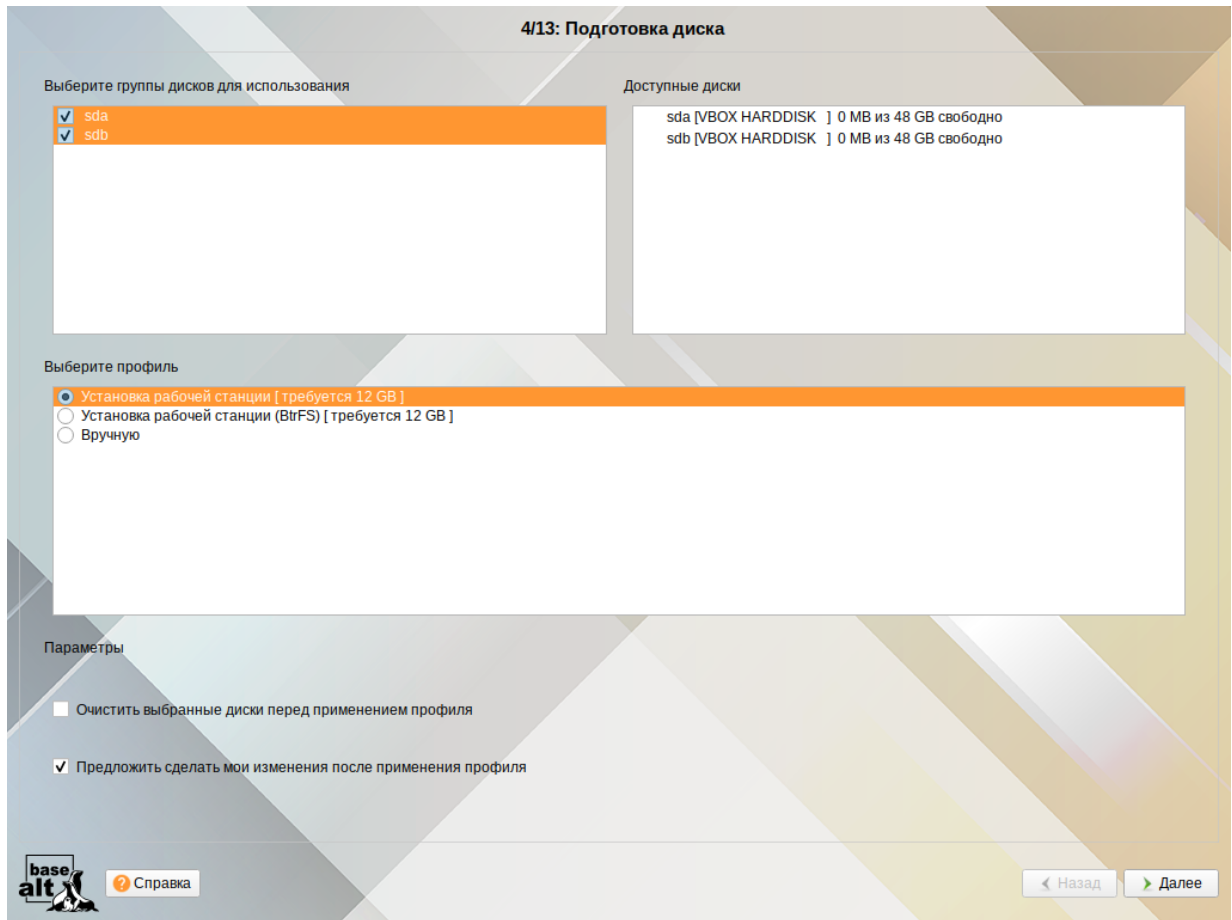 4/13: Подготовка диска
Выберите группы дисков для использования
sda
sdb
Доступные диски
sda [VBOX HARDDISK ] 0 MB из 48 GB свободно
sdb [VBOX HARDDISK ] 0 MB из 48 GB свободно
Выберите профиль
Установка рабочей станции [ требуется 12 GB ]
Установка рабочей станции (BtrFS) [ требуется 12 GB ]
Вручную
Параметры
Очистить выбранные диски перед применением профиля
Предложить сделать мои изменения после применения профиля
base
alt
Справка
Назад
Далее